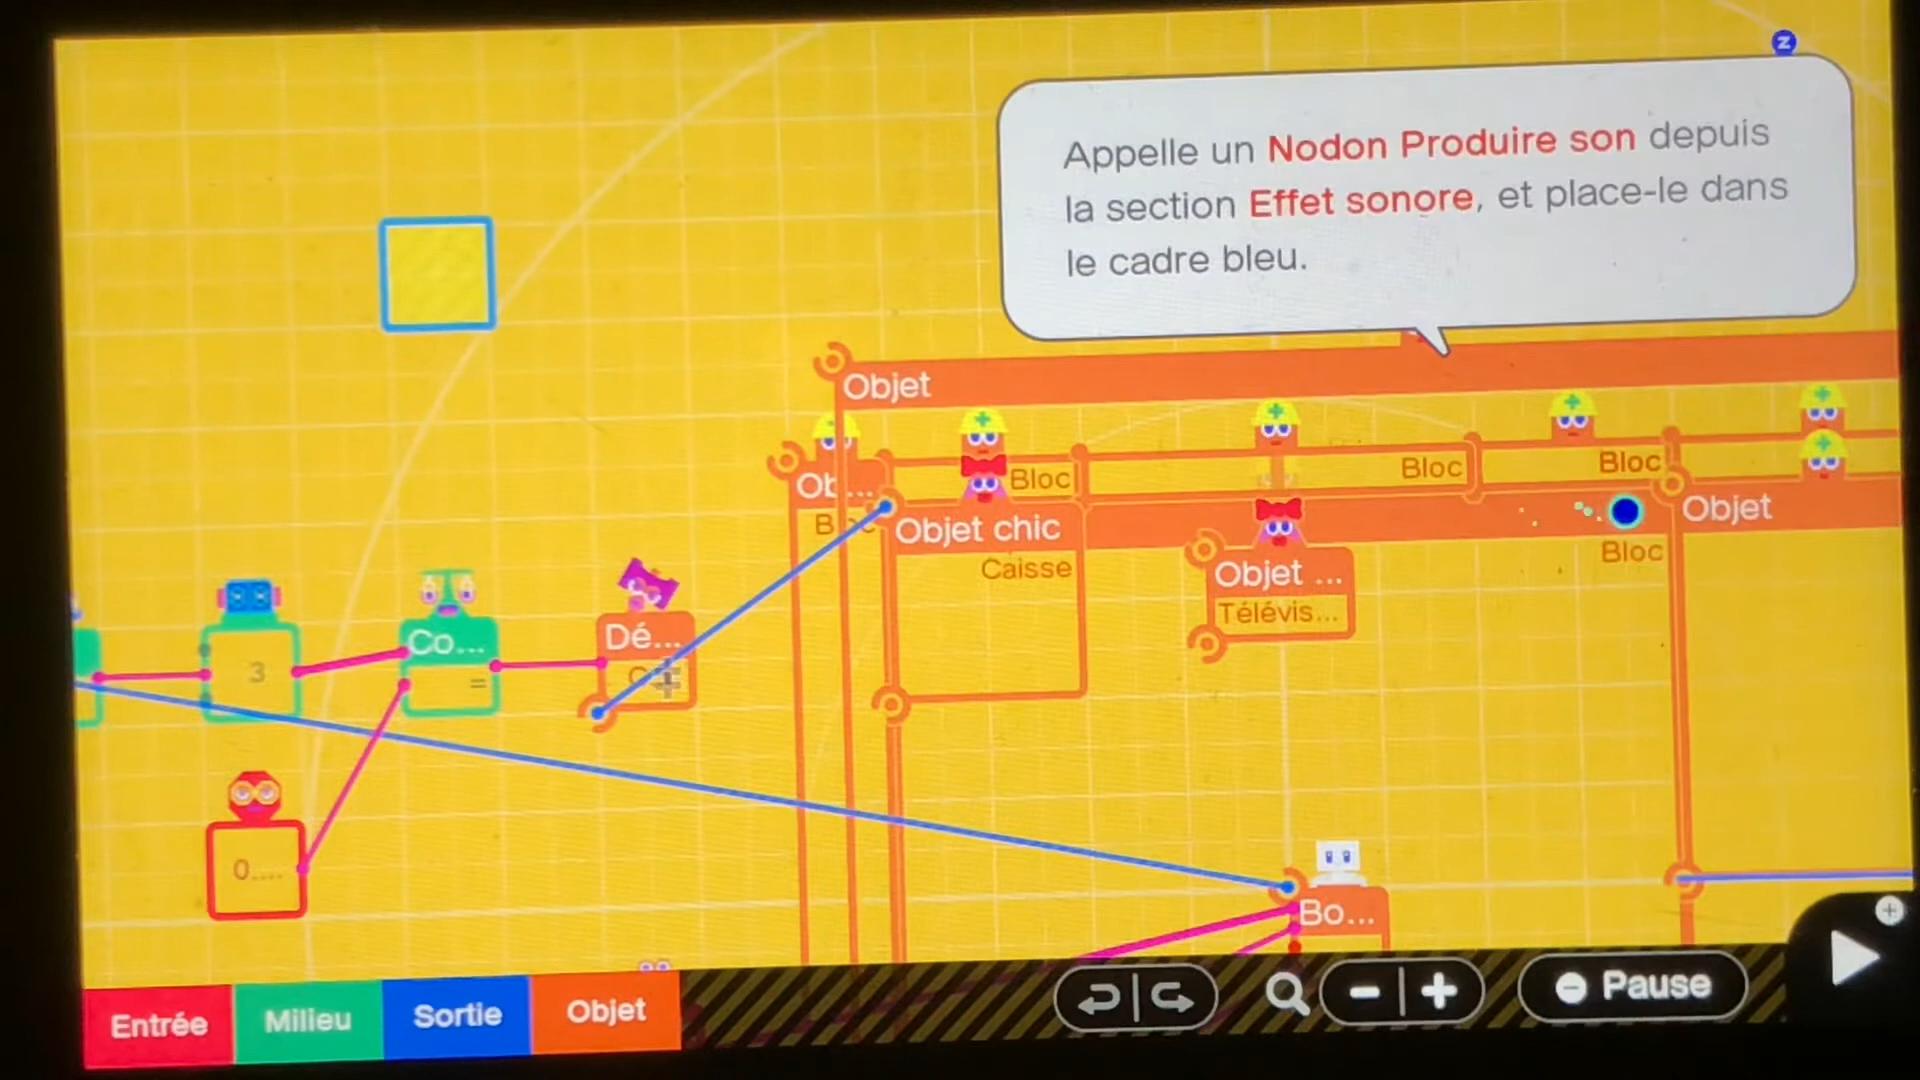 Z
Appelle un Nodon Produire son depuis
la section Effet sonore, et place-le dans
le cadre bleu.
Objet
Bloc
Bloc
Bloc
Ob...
Objet chic
Caisse
Objet ...
Télévis...
Objet
Bloc
3
Co...
=
Dé...
0....
Bo...
Entrée
Milieu
Sortie
Objet
Pause